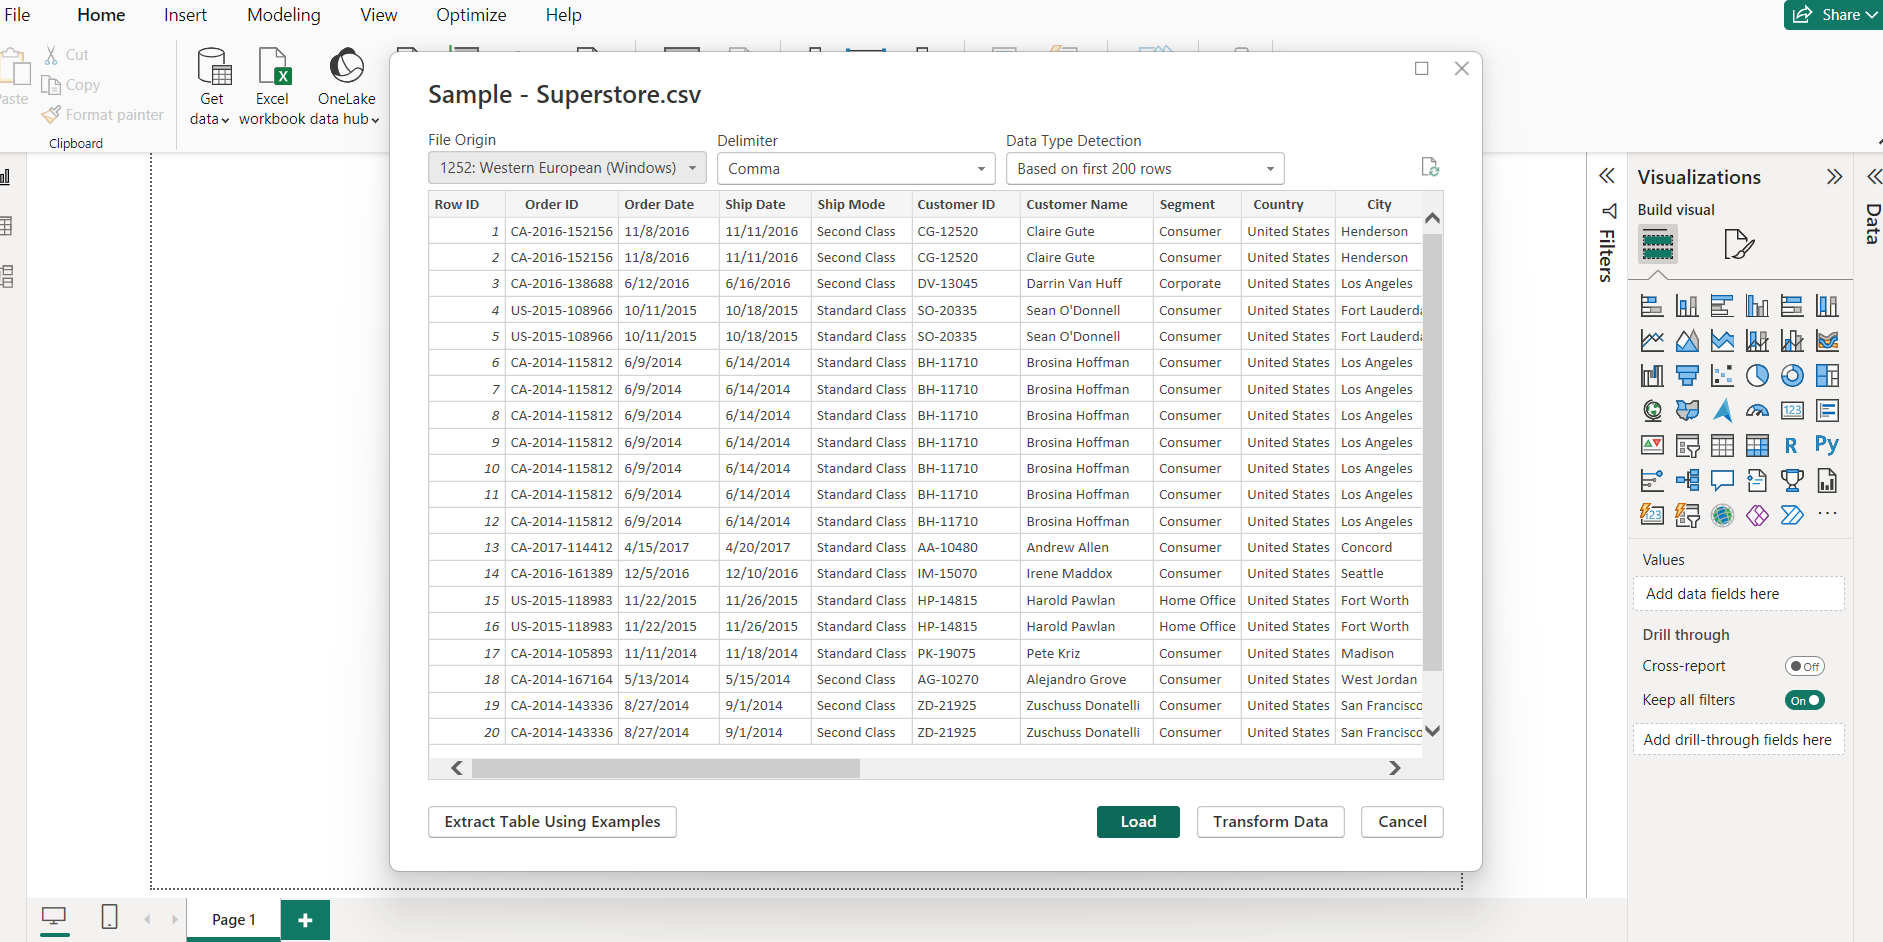 File Home Insert Modeling View Optimize Help Share
Cut
Copy
Format painter
Clipboard
Get data
Excel workbook
OneLake data hub
Sample - Superstore.csv
File Origin Delimiter Data Type Detection
1252: Western European (Windows) Comma Based on first 200 rows
Row ID Order ID Order Date Ship Date Ship Mode Customer ID Customer Name Segment Country City
1 CA-2016-152156 11/8/2016 11/11/2016 Second Class CG-12520 Claire Gute Consumer United States Henderson
2 CA-2016-152156 11/8/2016 11/11/2016 Second Class CG-12520 Claire Gute Consumer United States Henderson
3 CA-2016-138688 6/12/2016 6/16/2016 Second Class DV-13045 Darrin Van Huff Corporate United States Los Angeles
4 US-2015-108966 10/11/2015 10/18/2015 Standard Class SO-20335 Sean O'Donnell Consumer United States Fort Lauderda
5 US-2015-108966 10/11/2015 10/18/2015 Standard Class SO-20335 Sean O'Donnell Consumer United States Fort Lauderda
6 CA-2014-115812 6/9/2014 6/14/2014 Standard Class BH-11710 Brosina Hoffman Consumer United States Los Angeles
7 CA-2014-115812 6/9/2014 6/14/2014 Standard Class BH-11710 Brosina Hoffman Consumer United States Los Angeles
8 CA-2014-115812 6/9/2014 6/14/2014 Standard Class BH-11710 Brosina Hoffman Consumer United States Los Angeles
9 CA-2014-115812 6/9/2014 6/14/2014 Standard Class BH-11710 Brosina Hoffman Consumer United States Los Angeles
10 CA-2014-115812 6/9/2014 6/14/2014 Standard Class BH-11710 Brosina Hoffman Consumer United States Los Angeles
11 CA-2014-115812 6/9/2014 6/14/2014 Standard Class BH-11710 Brosina Hoffman Consumer United States Los Angeles
12 CA-2014-115812 6/9/2014 6/14/2014 Standard Class BH-11710 Brosina Hoffman Consumer United States Los Angeles
13 CA-2017-114412 4/15/2017 4/20/2017 Standard Class AA-10480 Andrew Allen Consumer United States Concord
14 CA-2016-161389 12/5/2016 12/10/2016 Standard Class IM-15070 Irene Maddox Consumer United States Seattle
15 US-2015-118983 11/22/2015 11/26/2015 Standard Class HP-14815 Harold Pawlan Home Office United States Fort Worth
16 US-2015-118983 11/22/2015 11/26/2015 Standard Class HP-14815 Harold Pawlan Home Office United States Fort Worth
17 CA-2014-105893 11/11/2014 11/18/2014 Standard Class PK-19075 Pete Kriz Consumer United States Madison
18 CA-2014-167164 5/13/2014 5/15/2014 Second Class AG-10270 Alejandro Grove Consumer United States West Jordan
19 CA-2014-143336 8/27/2014 9/1/2014 Second Class ZD-21925 Zuschuss Donatelli Consumer United States San Francisco
20 CA-2014-143336 8/27/2014 9/1/2014 Second Class ZD-21925 Zuschuss Donatelli Consumer United States San Francisco
Extract Table Using Examples Load Transform Data Cancel
Filters
Visualizations
Build visual
123
R Py
123
Values
Add data fields here
Drill through
Cross-report Off
Keep all filters On
Add drill-through fields here
Data
Page 1